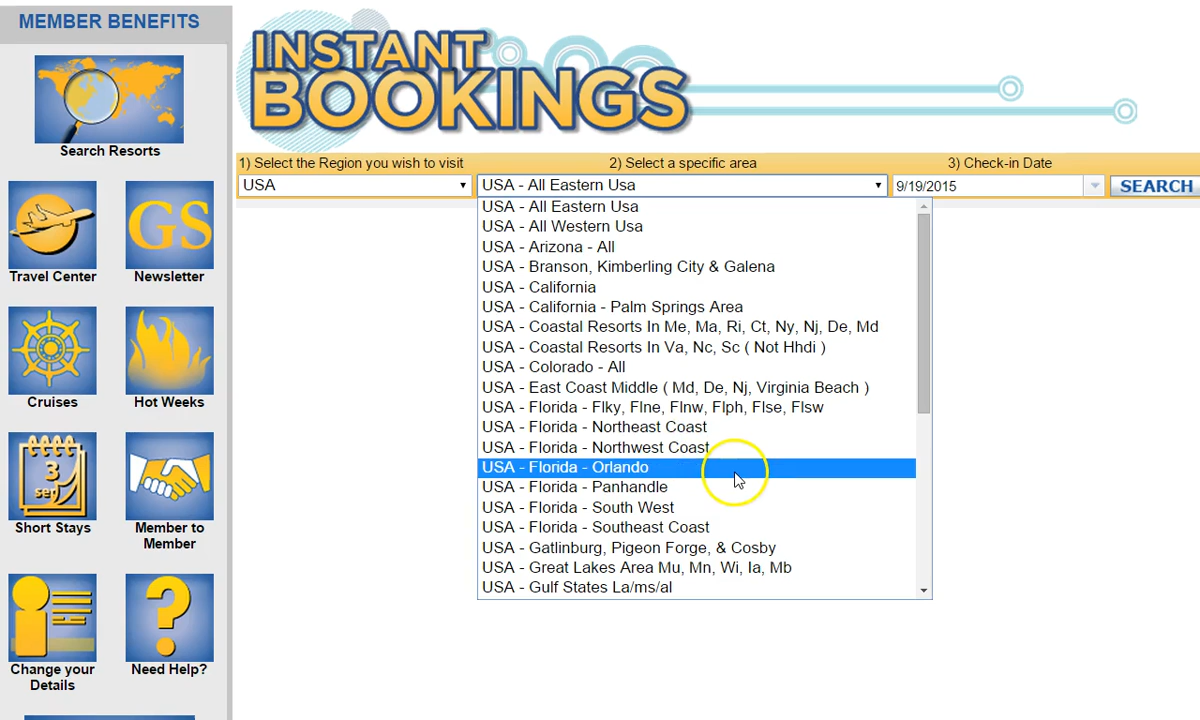 MEMBER BENEFITS
Search Resorts
Travel Center
GS
Newsletter
Cruises
Hot Weeks
3
Short Stays
Member to
Member
Change your
Details
?
Need Help?
INSTANT
BOOKINGS
1) Select the Region you wish to visit
2) Select a specific area
3) Check-in Date
USA
USA - All Eastern Usa
9/19/2015
SEARCH
USA - All Eastern Usa
USA - All Western Usa
USA - Arizona - All
USA - Branson, Kimberling City & Galena
USA - California
USA - California - Palm Springs Area
USA - Coastal Resorts In Me, Ma, Ri, Ct, Ny, Nj, De, Md
USA - Coastal Resorts In Va, Nc, Sc ( Not Hhdi )
USA - Colorado - All
USA - East Coast Middle ( Md, De, Nj, Virginia Beach )
USA - Florida - Flky, Flne, Flnw, Flph, Flse, Flsw
USA - Florida - Northeast Coast
USA - Florida - Northwest Coast
USA - Florida - Orlando
USA - Florida - Panhandle
USA - Florida - South West
USA - Florida - Southeast Coast
USA - Gatlinburg, Pigeon Forge, & Cosby
USA - Great Lakes Area Mu, Mn, Wi, Ia, Mb
USA - Gulf States La/ms/al